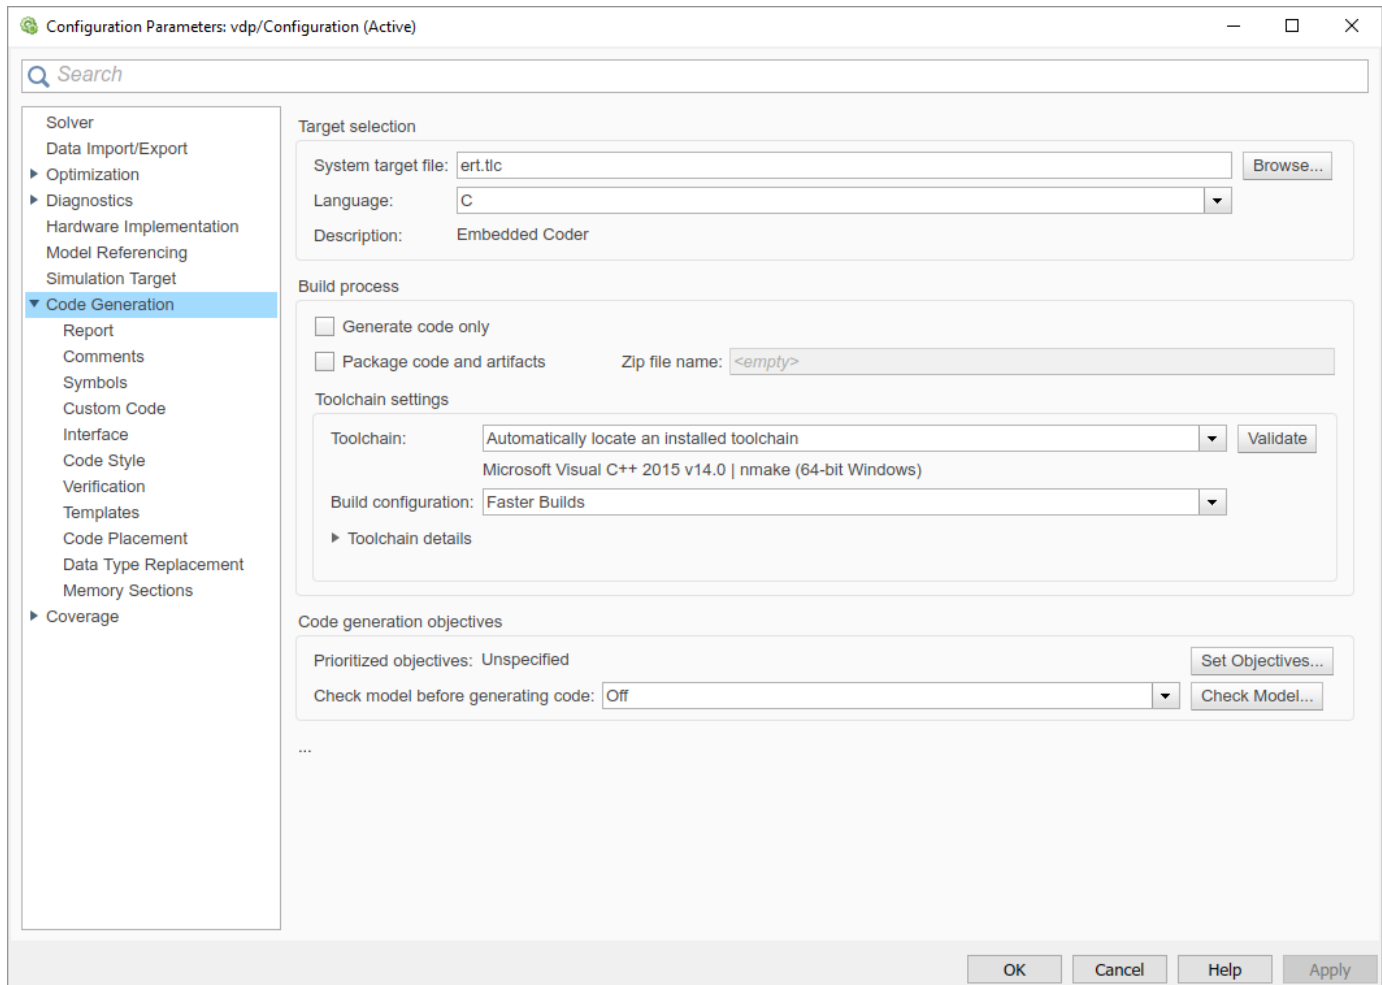 Configuration Parameters: vdp/Configuration (Active)
Search
Solver
Data Import/Export
Optimization
Diagnostics
Hardware Implementation
Model Referencing
Simulation Target
Code Generation
Report
Comments
Symbols
Custom Code
Interface
Code Style
Verification
Templates
Code Placement
Data Type Replacement
Memory Sections
Coverage
Target selection
System target file: ert.tlc Browse...
Language: C
Description: Embedded Coder
Build process
Generate code only
Package code and artifacts Zip file name: <empty>
Toolchain settings
Toolchain: Automatically locate an installed toolchain Validate
Microsoft Visual C++ 2015 v14.0 | nmake (64-bit Windows)
Build configuration: Faster Builds
Toolchain details
Code generation objectives
Prioritized objectives: Unspecified Set Objectives...
Check model before generating code: Off Check Model...
...
OK Cancel Help Apply